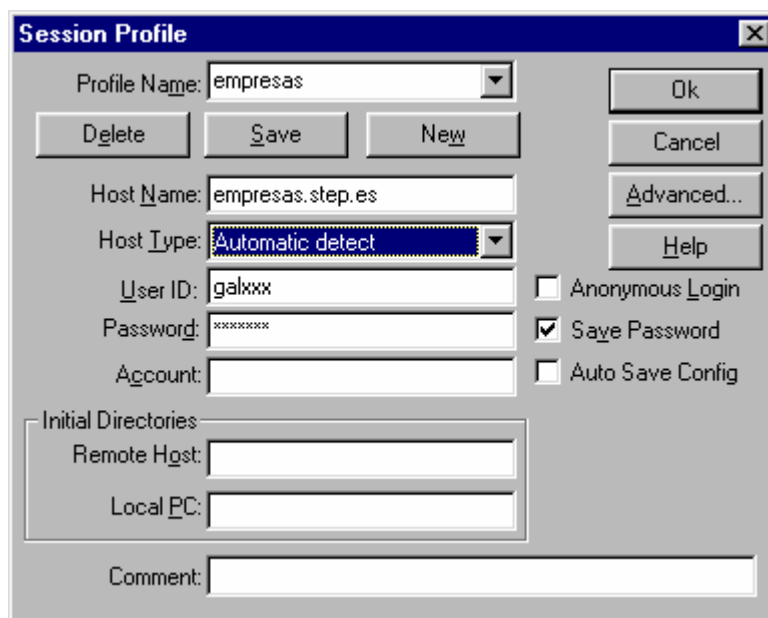 Session Profile
Profile Name: empresas
Ok
Delete Save New
Cancel
Host Name: empresas.step.es
Advanced...
Host Type: Automatic detect
Help
User ID: galxxx
Anonymous Login
Password: *******
Save Password
Account:
Auto Save Config
Initial Directories
Remote Host:
Local PC:
Comment: